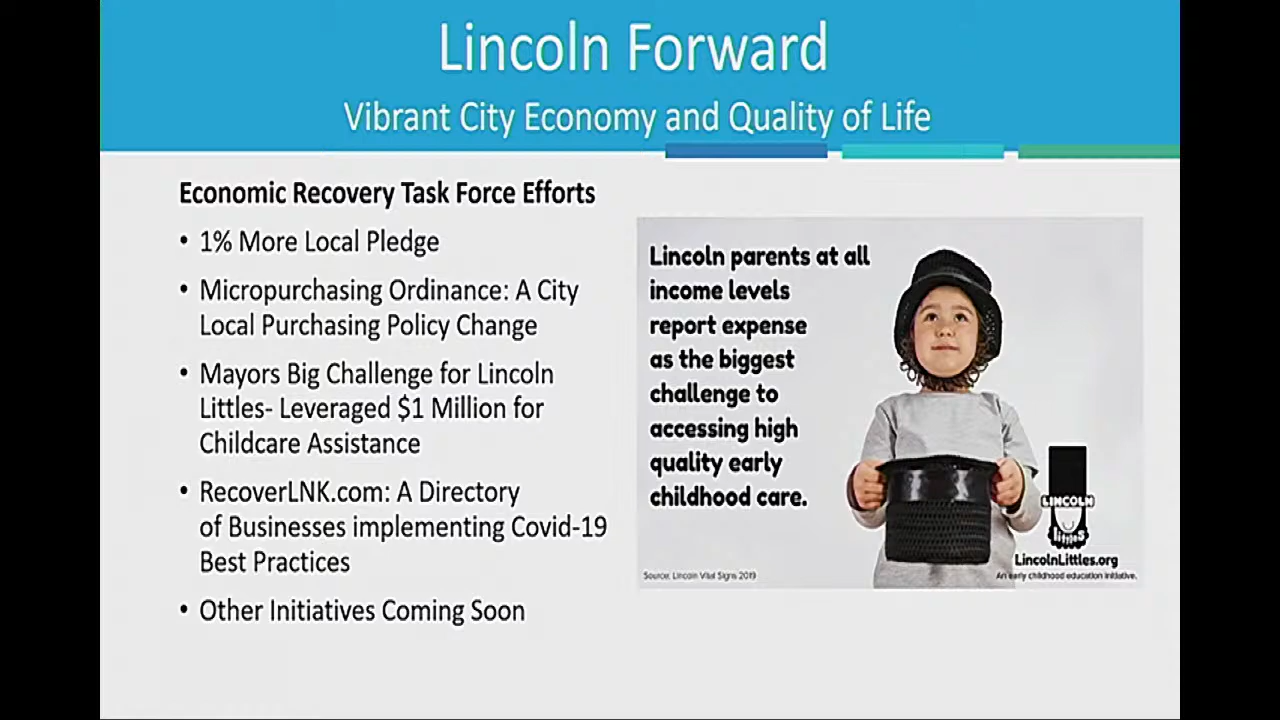 Lincoln Forward
Vibrant City Economy and Quality of Life
Economic Recovery Task Force Efforts
• 1% More Local Pledge
• Micropurchasing Ordinance: A City
Local Purchasing Policy Change
• Mayors Big Challenge for Lincoln
Littles- Leveraged $1 Million for
Childcare Assistance
• RecoverLNK.com: A Directory
of Businesses implementing Covid-19
Best Practices
• Other Initiatives Coming Soon
Lincoln parents at all
income levels
report expense
as the biggest
challenge to
accessing high
quality early
childhood care.
LINCOLN
littles
LincolnLittles.org
An early childhood education initiative.
Source: Lincoln Vital Signs 2019